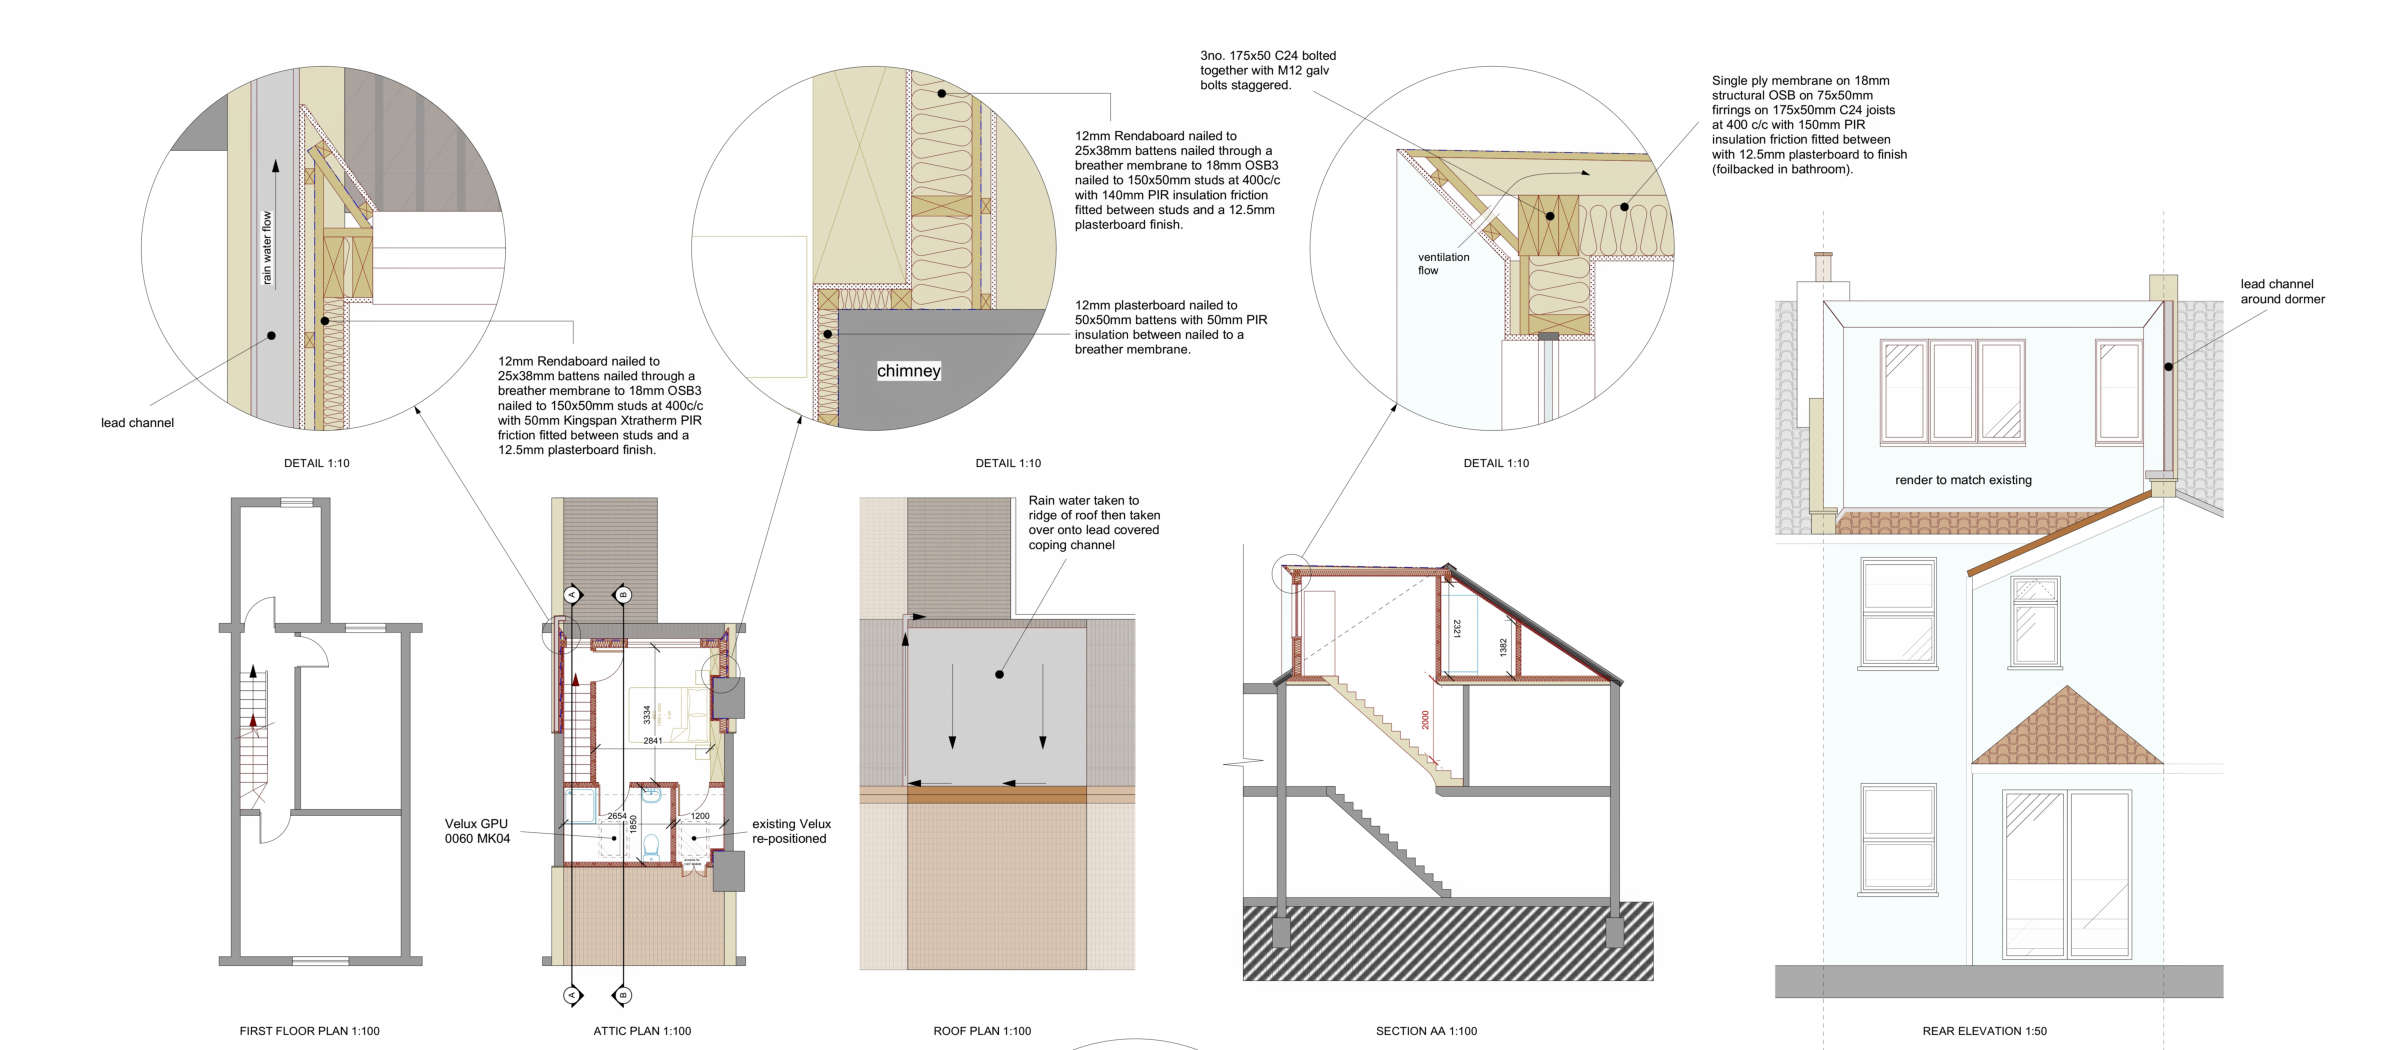 3no. 175x50 C24 bolted
together with M12 galv
bolts staggered.
Single ply membrane on 18mm
structural OSB on 75x50mm
firrings on 175x50mm C24 joists
at 400 c/c with 150mm PIR
insulation friction fitted between
with 12.5mm plasterboard to finish
(foilbacked in bathroom).
12mm Rendaboard nailed to
25x38mm battens nailed through a
breather membrane to 18mm OSB3
nailed to 150x50mm studs at 400c/c
with 140mm PIR insulation friction
fitted between studs and a 12.5mm
plasterboard finish.
rain water flow
ventilation
flow
lead channel
around dormer
12mm plasterboard nailed to
50x50mm battens with 50mm PIR
insulation between nailed to a
breather membrane.
chimney
12mm Rendaboard nailed to
25x38mm battens nailed through a
breather membrane to 18mm OSB3
nailed to 150x50mm studs at 400c/c
with 50mm Kingspan Xtratherm PIR
friction fitted between studs and a
12.5mm plasterboard finish.
lead channel
DETAIL 1:10
DETAIL 1:10
DETAIL 1:10
render to match existing
Rain water taken to
ridge of roof then taken
over onto lead covered
coping channel
A
B
2321
1382
3334
2841
2000
Velux GPU
0060 MK04
2654
1850
1200
existing Velux
re-positioned
A
B
FIRST FLOOR PLAN 1:100
ATTIC PLAN 1:100
ROOF PLAN 1:100
SECTION AA 1:100
REAR ELEVATION 1:50